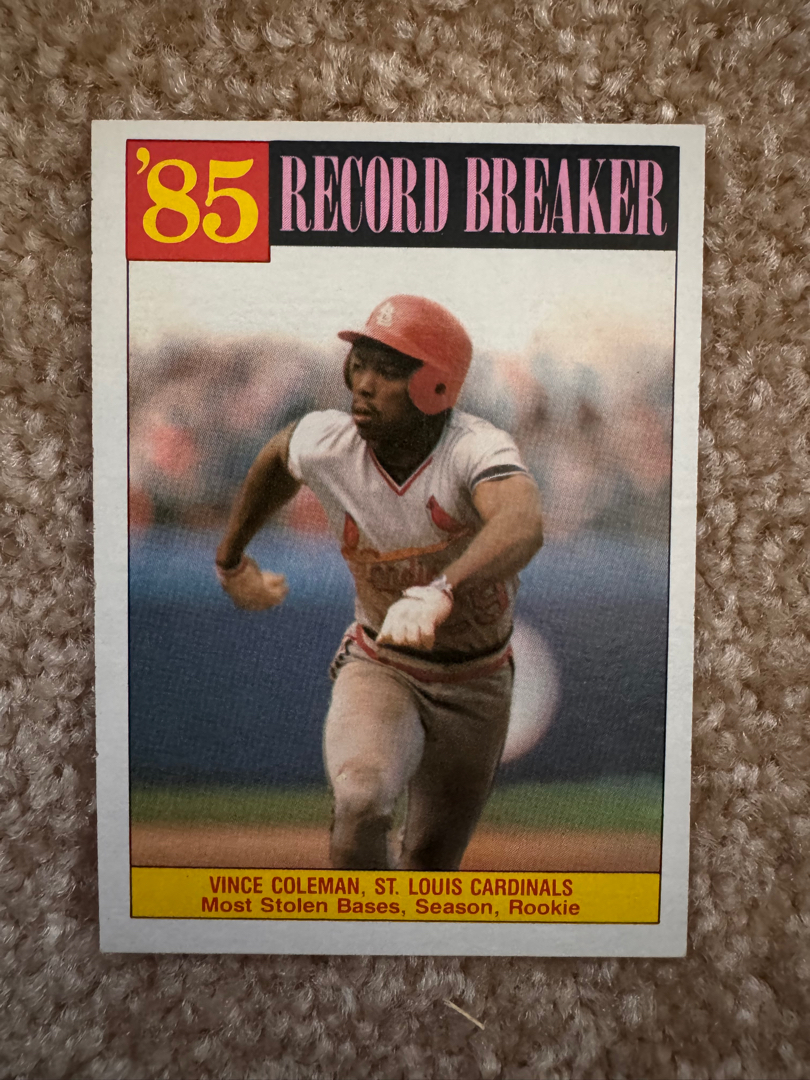 '85 RECORD BREAKER
VINCE COLEMAN, ST. LOUIS CARDINALS
Most Stolen Bases, Season, Rookie